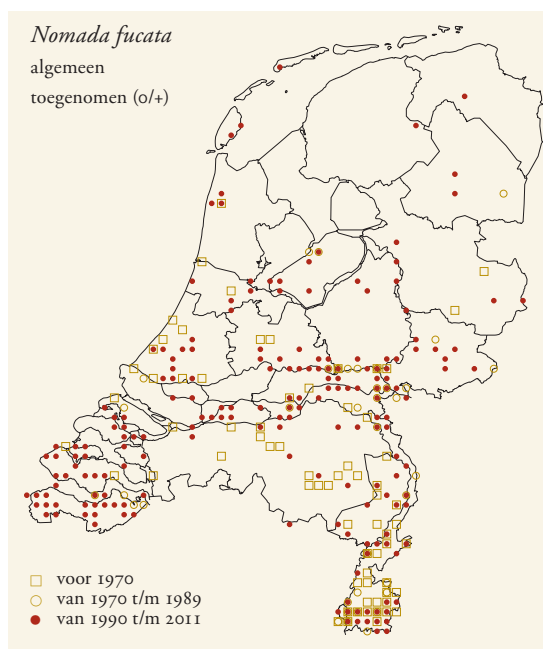 Nomada fucata
algemeen
toegenomen (0/+)
voor 1970
van 1970 t/m 1989
van 1990 t/m 2011